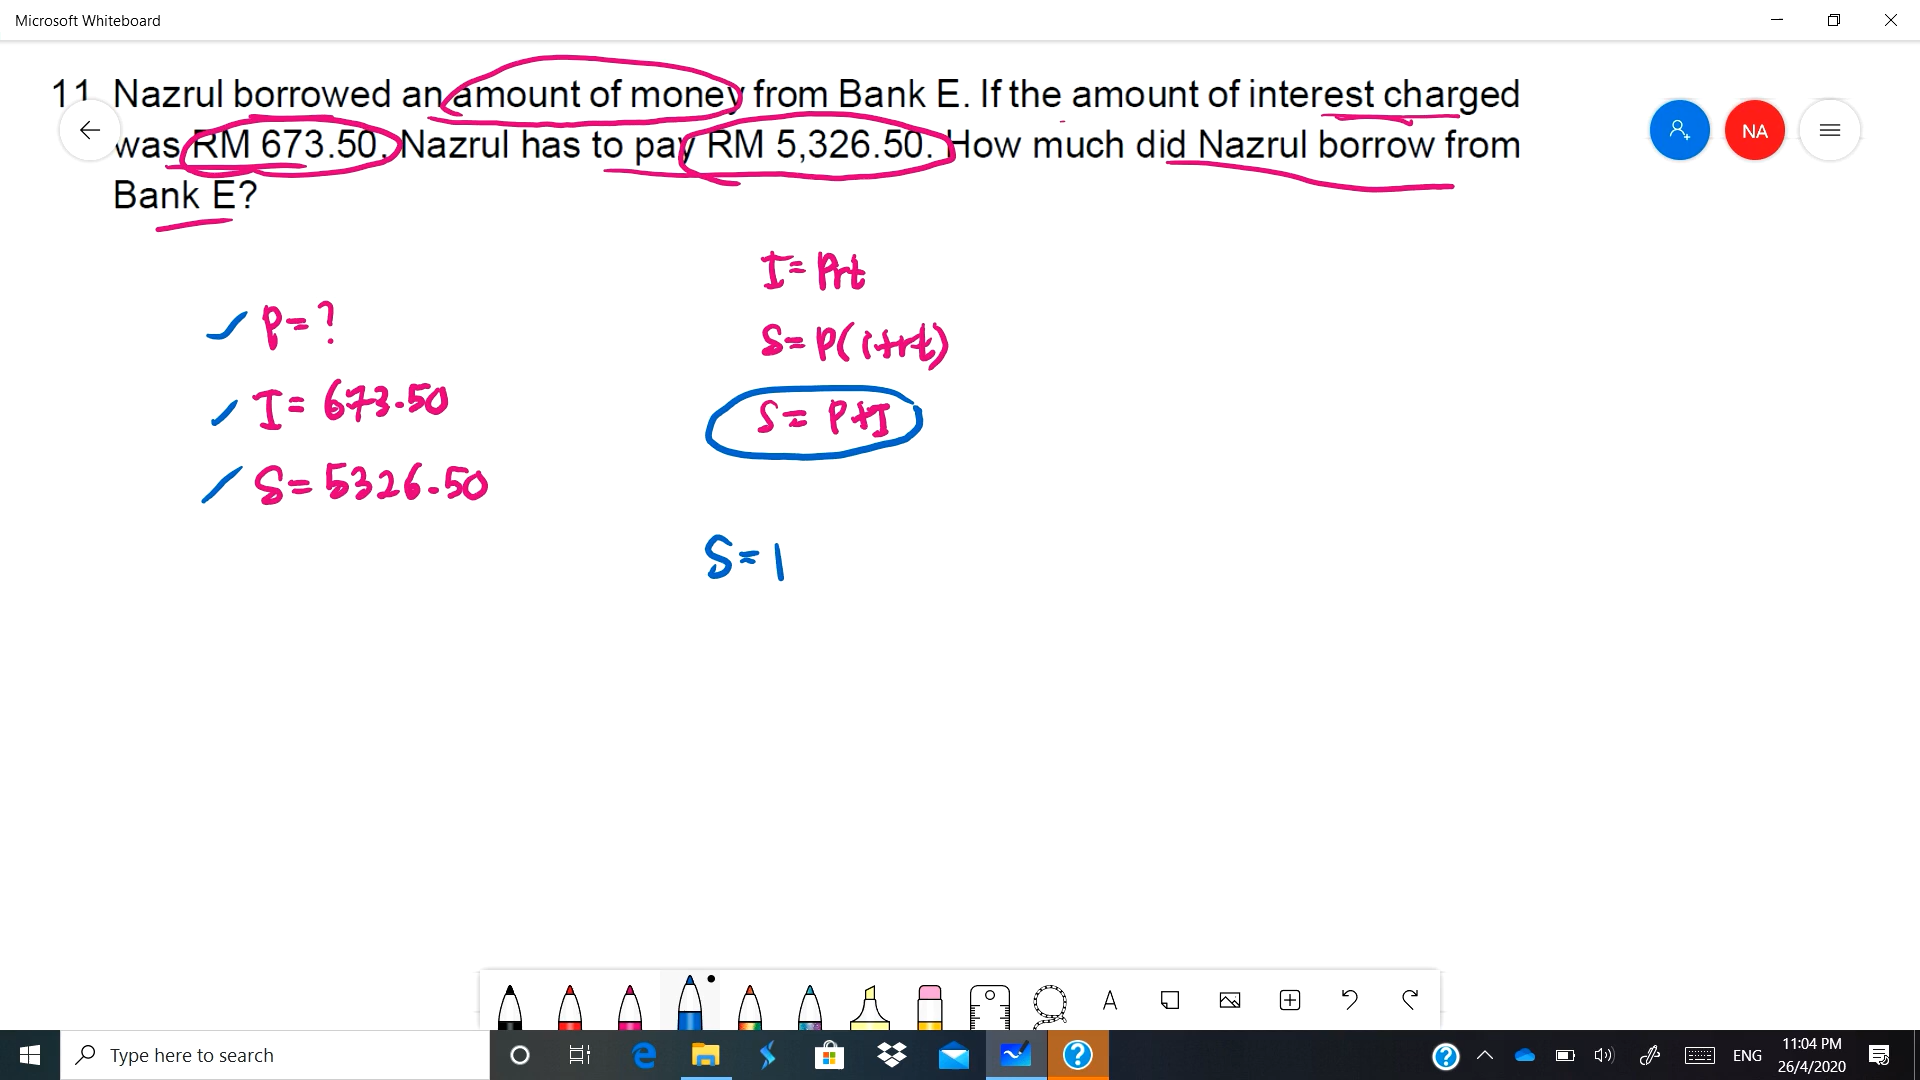 Microsoft Whiteboard
11. Nazrul borrowed an amount of money from Bank E. If the amount of interest charged
was RM 673.50. Nazrul has to pay RM 5,326.50. How much did Nazrul borrow from
Bank E?
NA
I = Prt
P = ?
S = P(1+rt)
I = 673.50
S = P+I
S = 5326.50
S = 
A
Type here to search
ENG
11:04 PM
26/4/2020